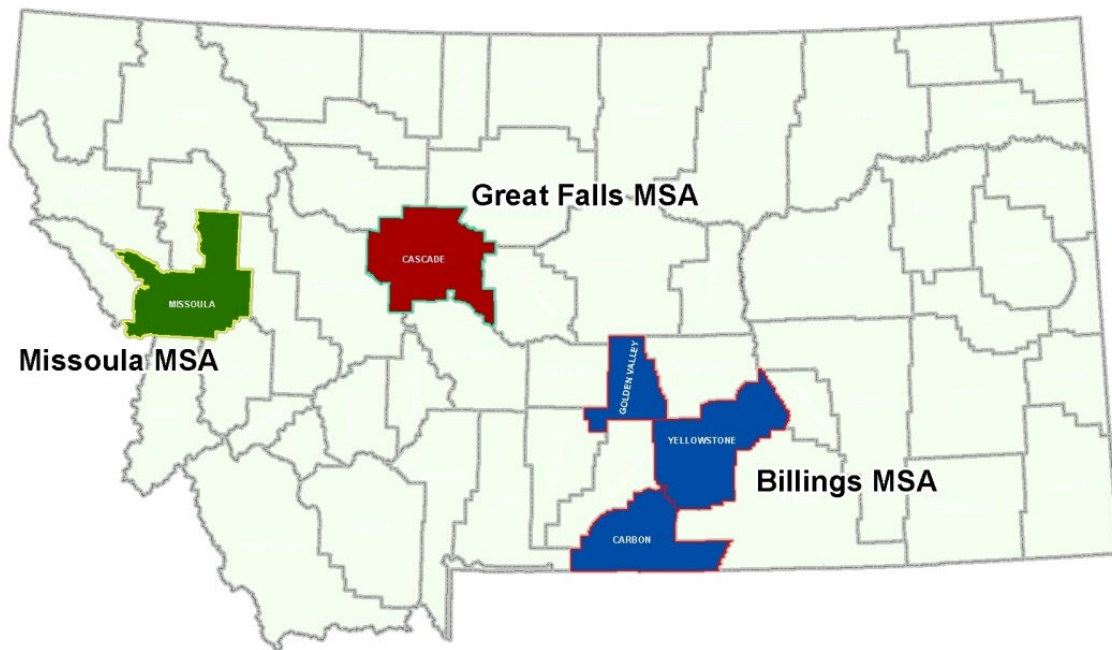 Great Falls MSA
CASCADE
MISSOULA
Missoula MSA
GOLDEN VALLEY
YELLOWSTONE
Billings MSA
CARBON